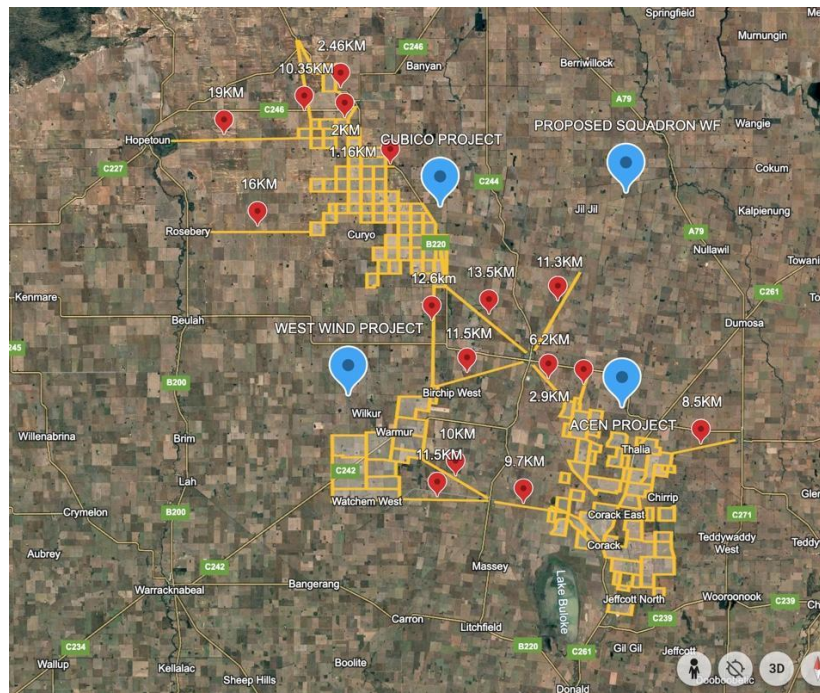 Springfield
Murnungin
2.46KM
C246
Banyan
Berriwillock
10.35KM
19KM
C246
A79
Wangie
2KM
CUBICO PROJECT
PROPOSED SQUADRON WF
Hopetoun
1.16KM
C227
C244
Cokum
16KM
Jil Jil
Kalpienung
Rosebery
Curyo
B220
A79
Nullawil
Towani
12.6km
13.5KM
11.3KM
C261
Kenmare
Beulah
WEST WIND PROJECT
11.5KM
6.2KM
Dumosa
245
B200
Birchip West
2.9KM
8.5KM
Wilkur
ACEN PROJECT
Willenabrina
Brim
Warmur
10KM
Thalia
11.5KM
9.7KM
C242
Lah
Watchem West
Chirrip
Crymelon
B200
Corack East
C271
Teddywaddy
West
Aubrey
Corack
C242
Massey
Warracknabeal
Bangerang
Lake Buloke
Jeffcott North
Wooroonook
C239
Carron
Litchfield
C239
C234
Wallup
Boolite
B220
C261
Gil Gil
Jeffcott
3D
Kellalac
Sheep Hills
Donald